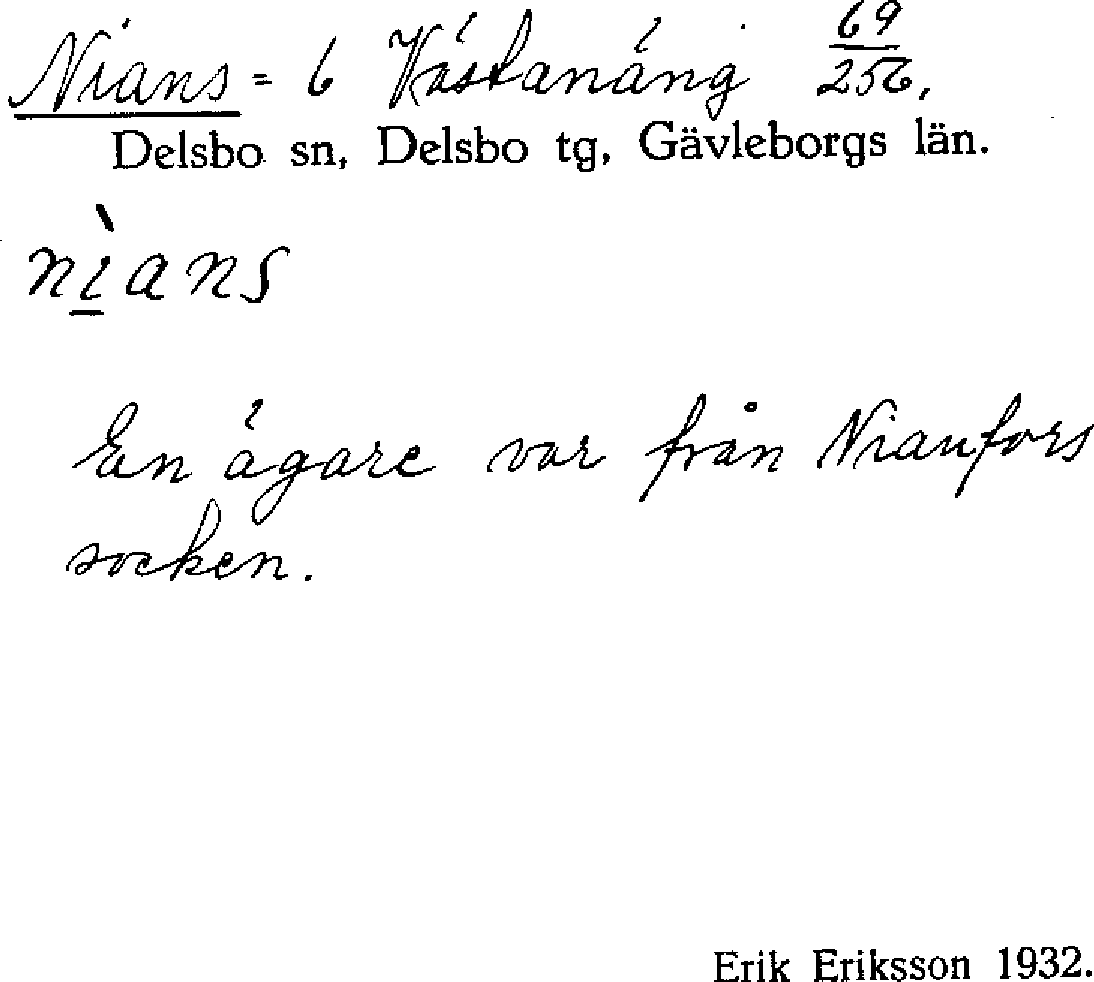 Nians = 6 Västanäng 69/256,
Delsbo sn, Delsbo tg, Gävleborgs län.
nìans
En ägare var från Nianfors
socken.
Erik Eriksson 1932.